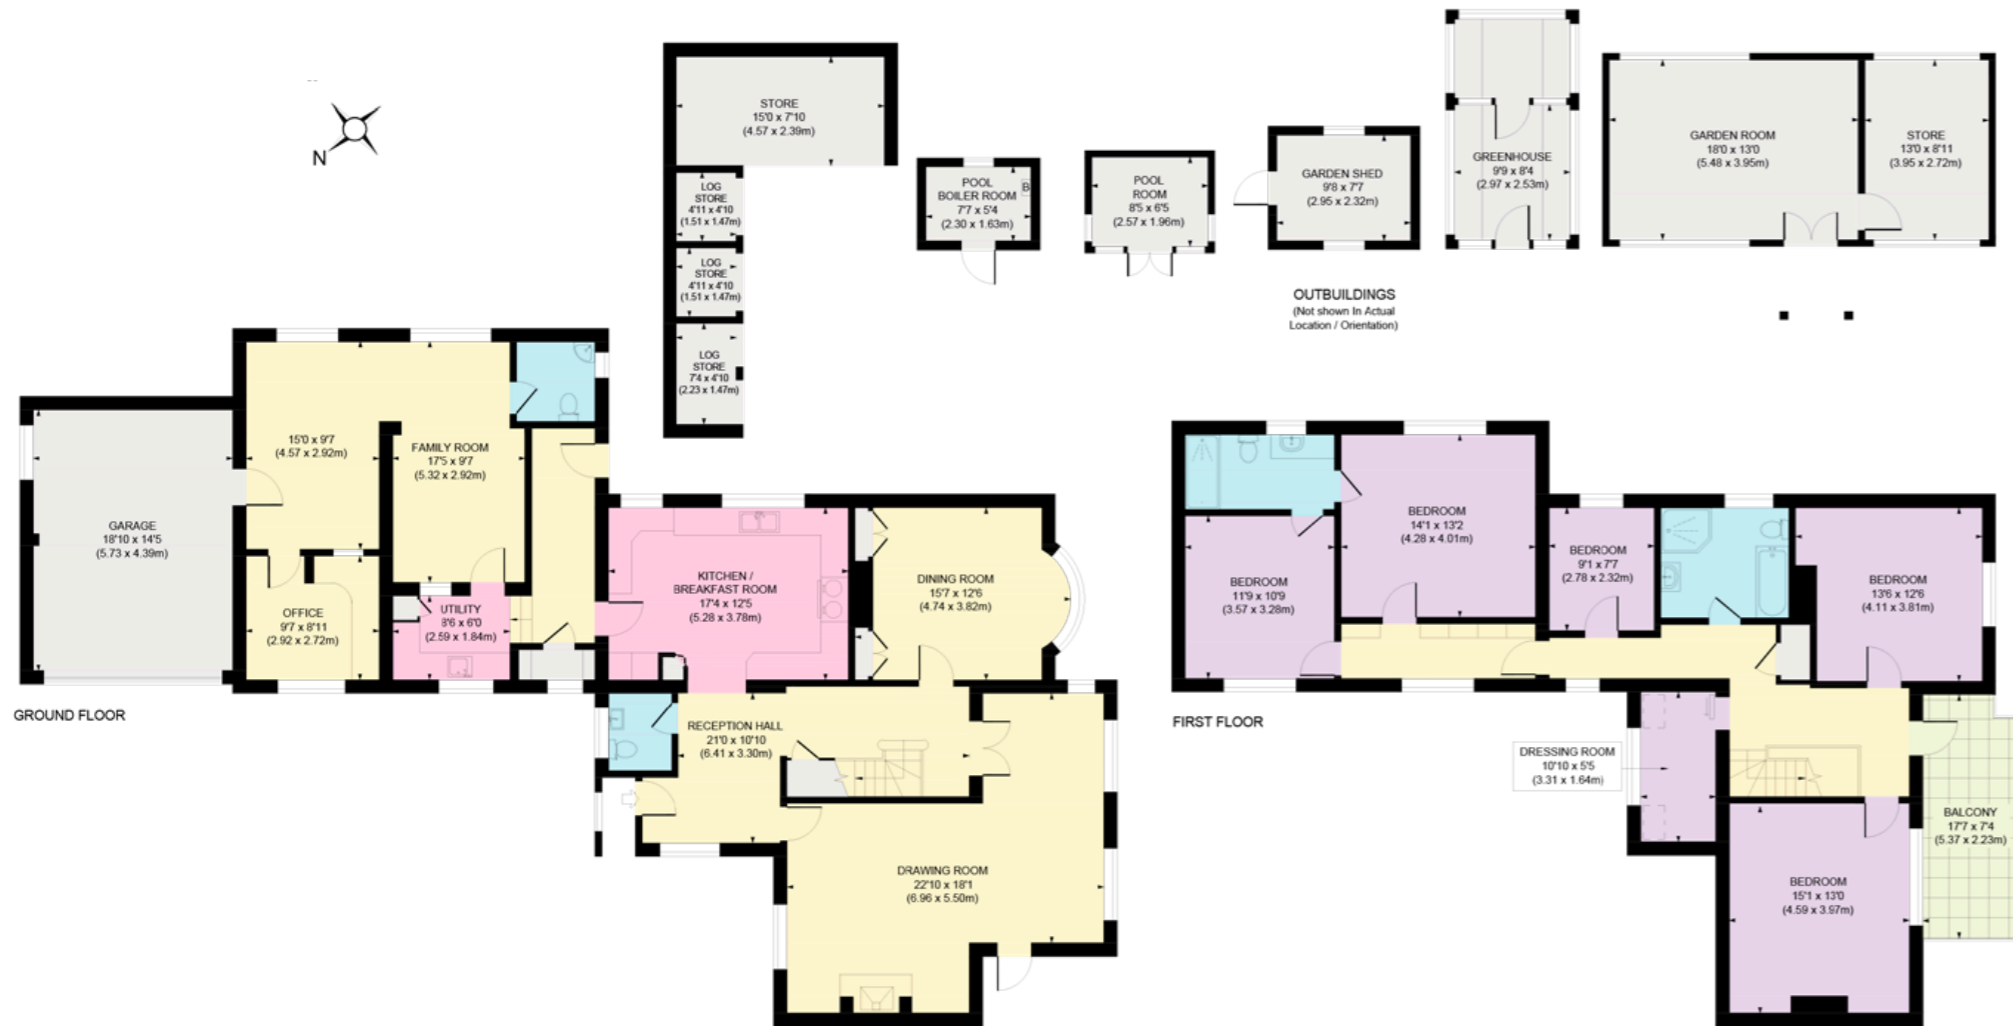 STORE
15'0 x 7'10
(4.57 x 2.39m)
LOG
STORE
4'11 x 4'10
(1.51 x 1.47m)
LOG
STORE
4'11 x 4'10
(1.51 x 1.47m)
LOG
STORE
7'4 x 4'10
(2.23 x 1.47m)
POOL
BOILER ROOM
7'7 x 5'4
(2.30 x 1.63m)
B
POOL
ROOM
8'5 x 6'5
(2.57 x 1.96m)
GARDEN SHED
9'8 x 7'7
(2.95 x 2.32m)
GREENHOUSE
9'9 x 8'4
(2.97 x 2.53m)
GARDEN ROOM
18'0 x 13'0
(5.48 x 3.95m)
STORE
13'0 x 8'11
(3.95 x 2.72m)
OUTBUILDINGS
(Not shown In Actual
Location / Orientation)
N
GARAGE
18'10 x 14'5
(5.73 x 4.39m)
15'0 x 9'7
(4.57 x 2.92m)
FAMILY ROOM
17'5 x 9'7
(5.32 x 2.92m)
OFFICE
9'7 x 8'11
(2.92 x 2.72m)
UTILITY
8'6 x 6'0
(2.59 x 1.84m)
KITCHEN /
BREAKFAST ROOM
17'4 x 12'5
(5.28 x 3.78m)
DINING ROOM
15'7 x 12'6
(4.74 x 3.82m)
RECEPTION HALL
21'0 x 10'10
(6.41 x 3.30m)
DRAWING ROOM
22'10 x 18'1
(6.96 x 5.50m)
GROUND FLOOR
BEDROOM
11'9 x 10'9
(3.57 x 3.28m)
BEDROOM
14'1 x 13'2
(4.28 x 4.01m)
BEDROOM
9'1 x 7'7
(2.78 x 2.32m)
BEDROOM
13'6 x 12'6
(4.11 x 3.81m)
DRESSING ROOM
10'10 x 5'5
(3.31 x 1.64m)
BALCONY
17'7 x 7'4
(5.37 x 2.23m)
BEDROOM
15'1 x 13'0
(4.59 x 3.97m)
FIRST FLOOR